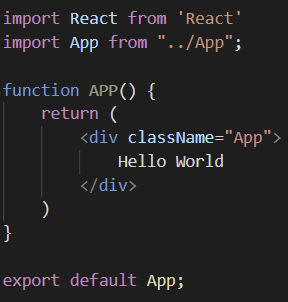 import React from 'React'
import App from "../App";
function APP() {
return (
<div className="App">
Hello World
</div>
)
}
export default App;